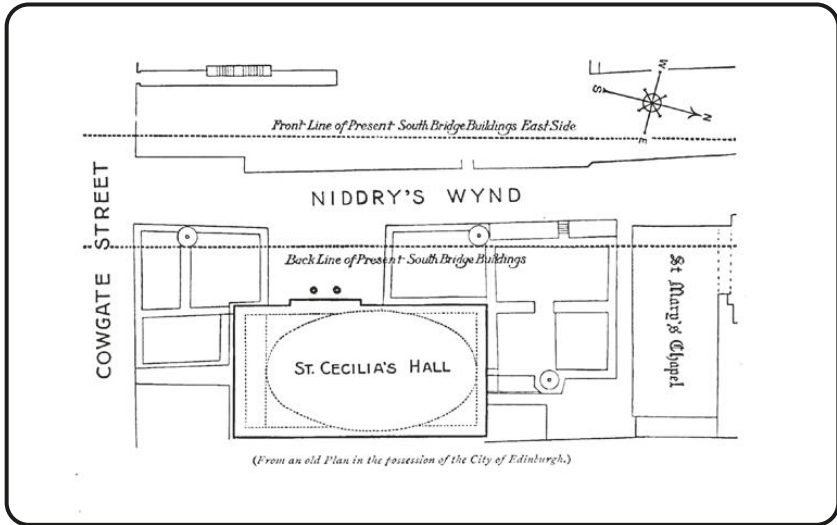 W
S
N
E
Front Line of Present South Bridge Buildings East Side
NIDDRY'S WYND
COWGATE STREET
Back Line of Present South Bridge Buildings
St Mary's Chapel
ST. CECILIA'S HALL
(From an old Plan in the possession of the City of Edinburgh.)